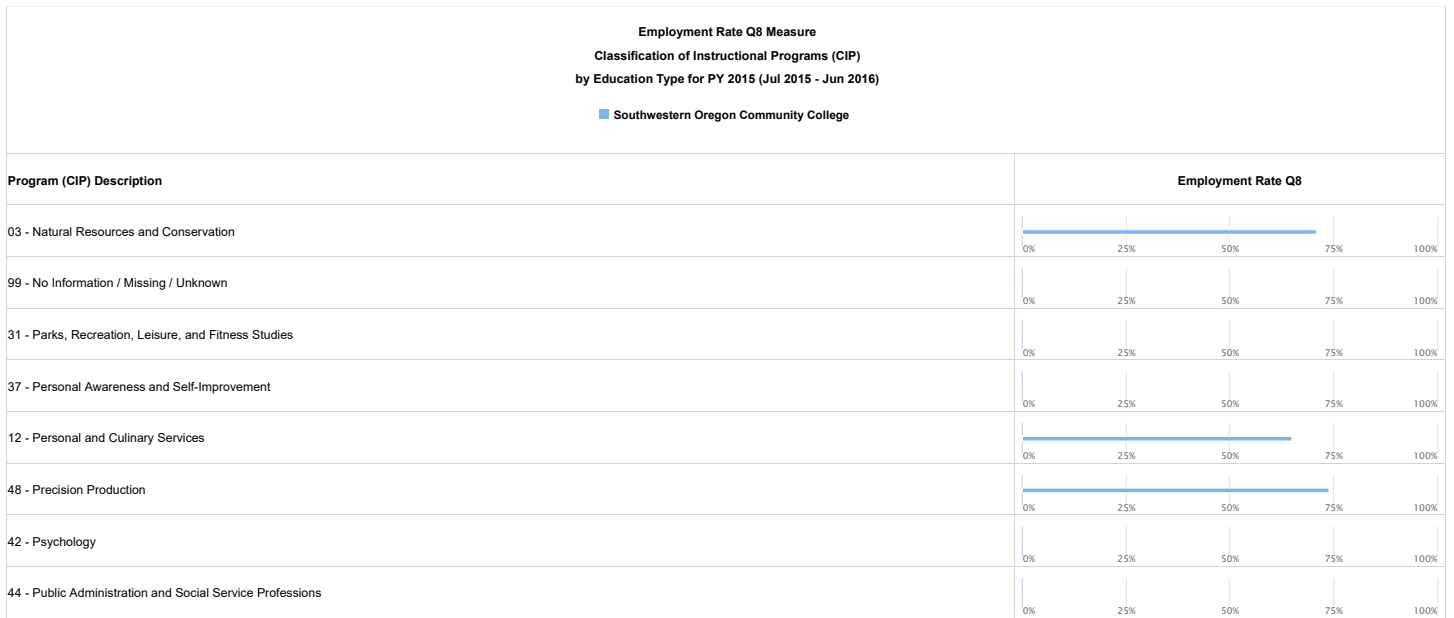 Employment Rate Q8 Measure
Classification of Instructional Programs (CIP)
by Education Type for PY 2015 (Jul 2015 - Jun 2016)
Southwestern Oregon Community College
Program (CIP) Description Employment Rate Q8
03 - Natural Resources and Conservation
0% 25% 50% 75% 100%
99 - No Information / Missing / Unknown
0% 25% 50% 75% 100%
31 - Parks, Recreation, Leisure, and Fitness Studies
0% 25% 50% 75% 100%
37 - Personal Awareness and Self-Improvement
0% 25% 50% 75% 100%
12 - Personal and Culinary Services
0% 25% 50% 75% 100%
48 - Precision Production
0% 25% 50% 75% 100%
42 - Psychology
0% 25% 50% 75% 100%
44 - Public Administration and Social Service Professions
0% 25% 50% 75% 100%